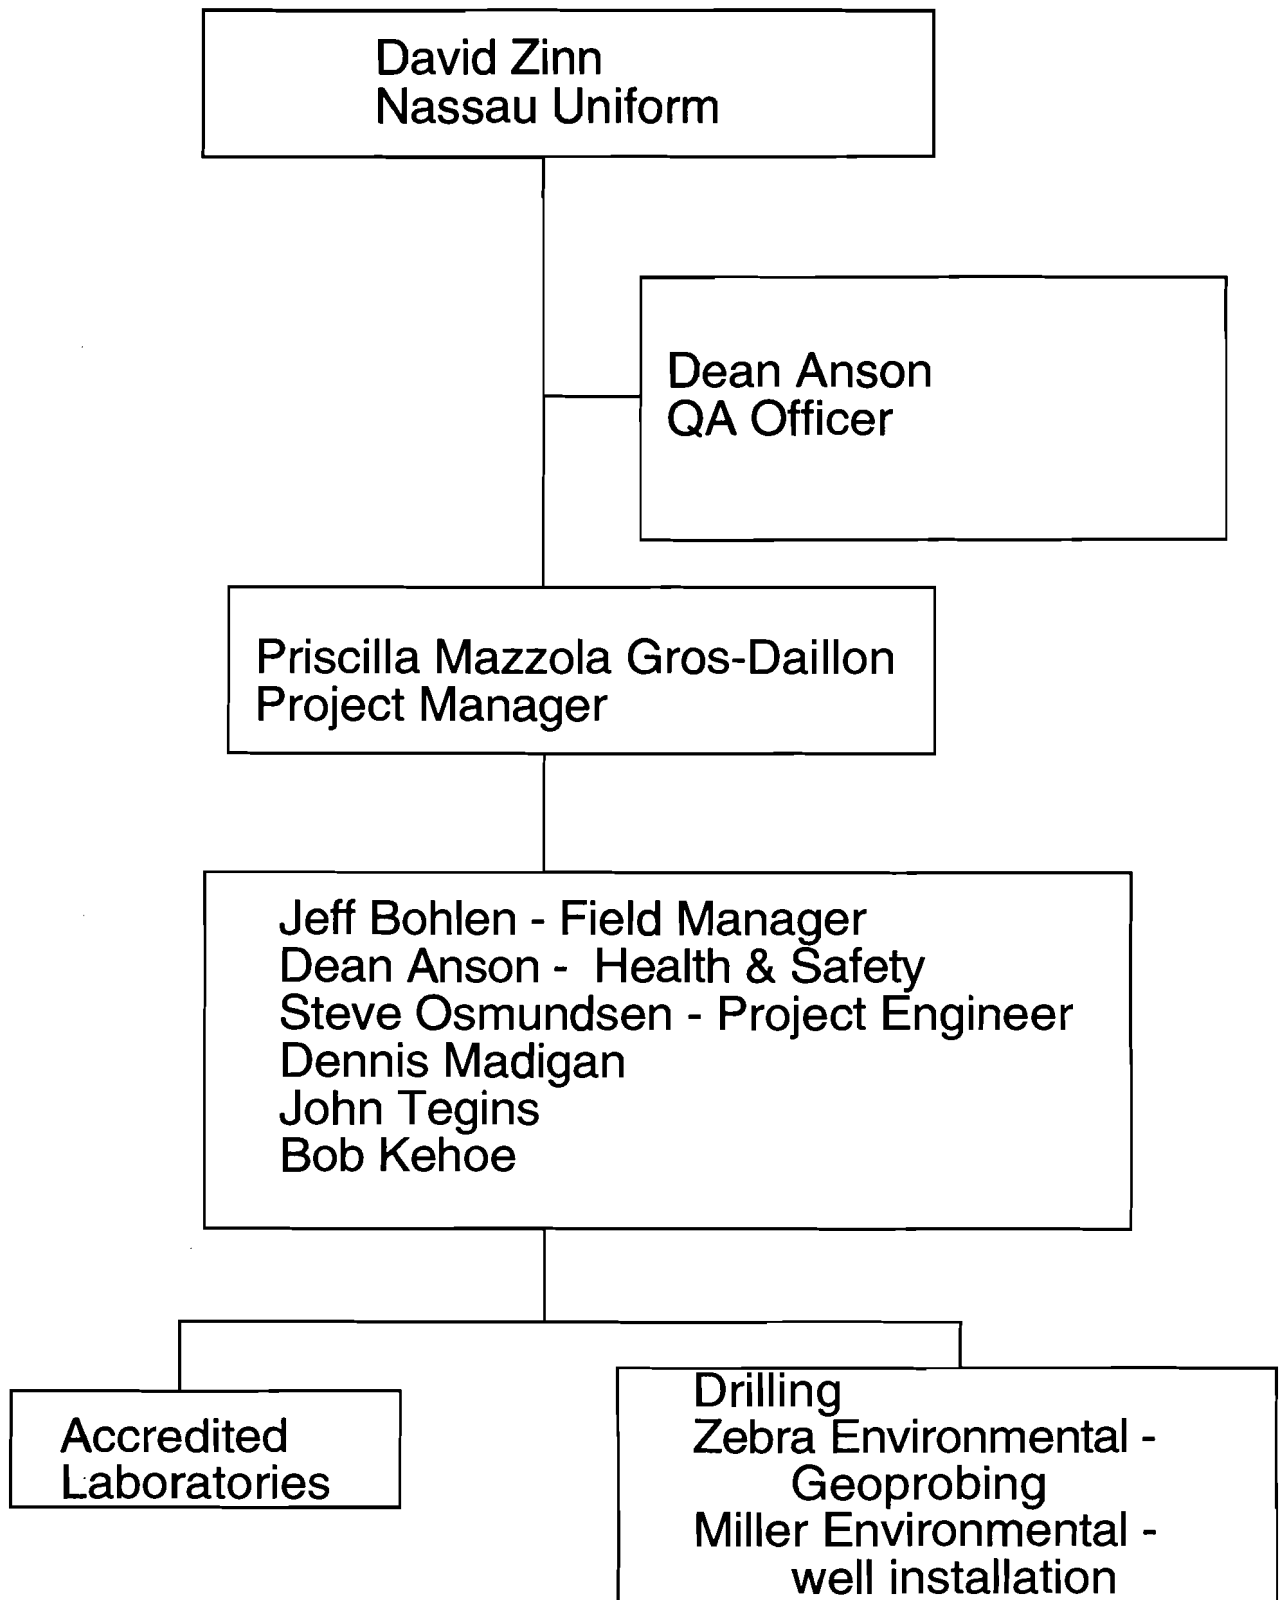 David Zinn
Nassau Uniform
Dean Anson
QA Officer
Priscilla Mazzola Gros-Daillon
Project Manager
Jeff Bohlen - Field Manager
Dean Anson - Health & Safety
Steve Osmundsen - Project Engineer
Dennis Madigan
John Tegins
Bob Kehoe
Accredited
Laboratories
Drilling
Zebra Environmental -
Geoprobing
Miller Environmental -
well installation